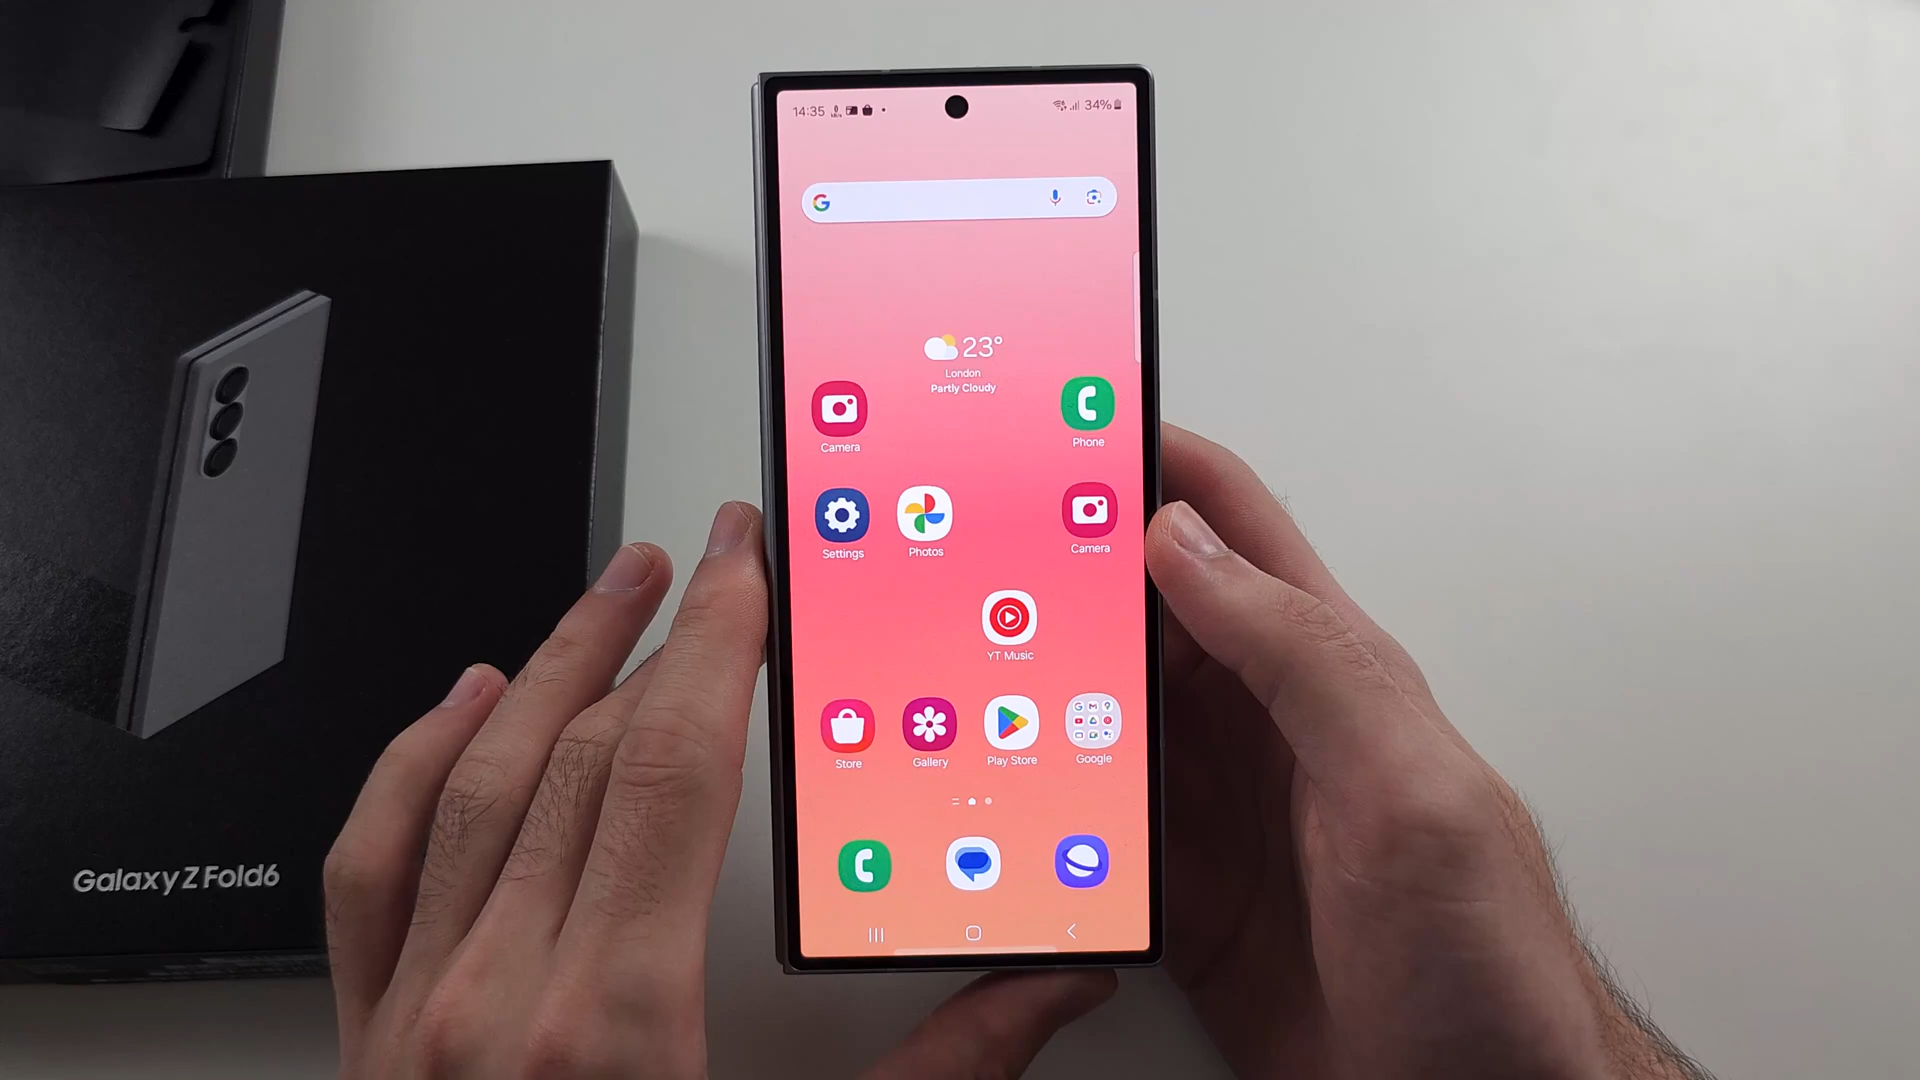 14:35
34%
23°
London
Partly Cloudy
Camera
Phone
Settings
Photos
Camera
YT Music
Store
Gallery
Play Store
Google
Galaxy Z Fold6